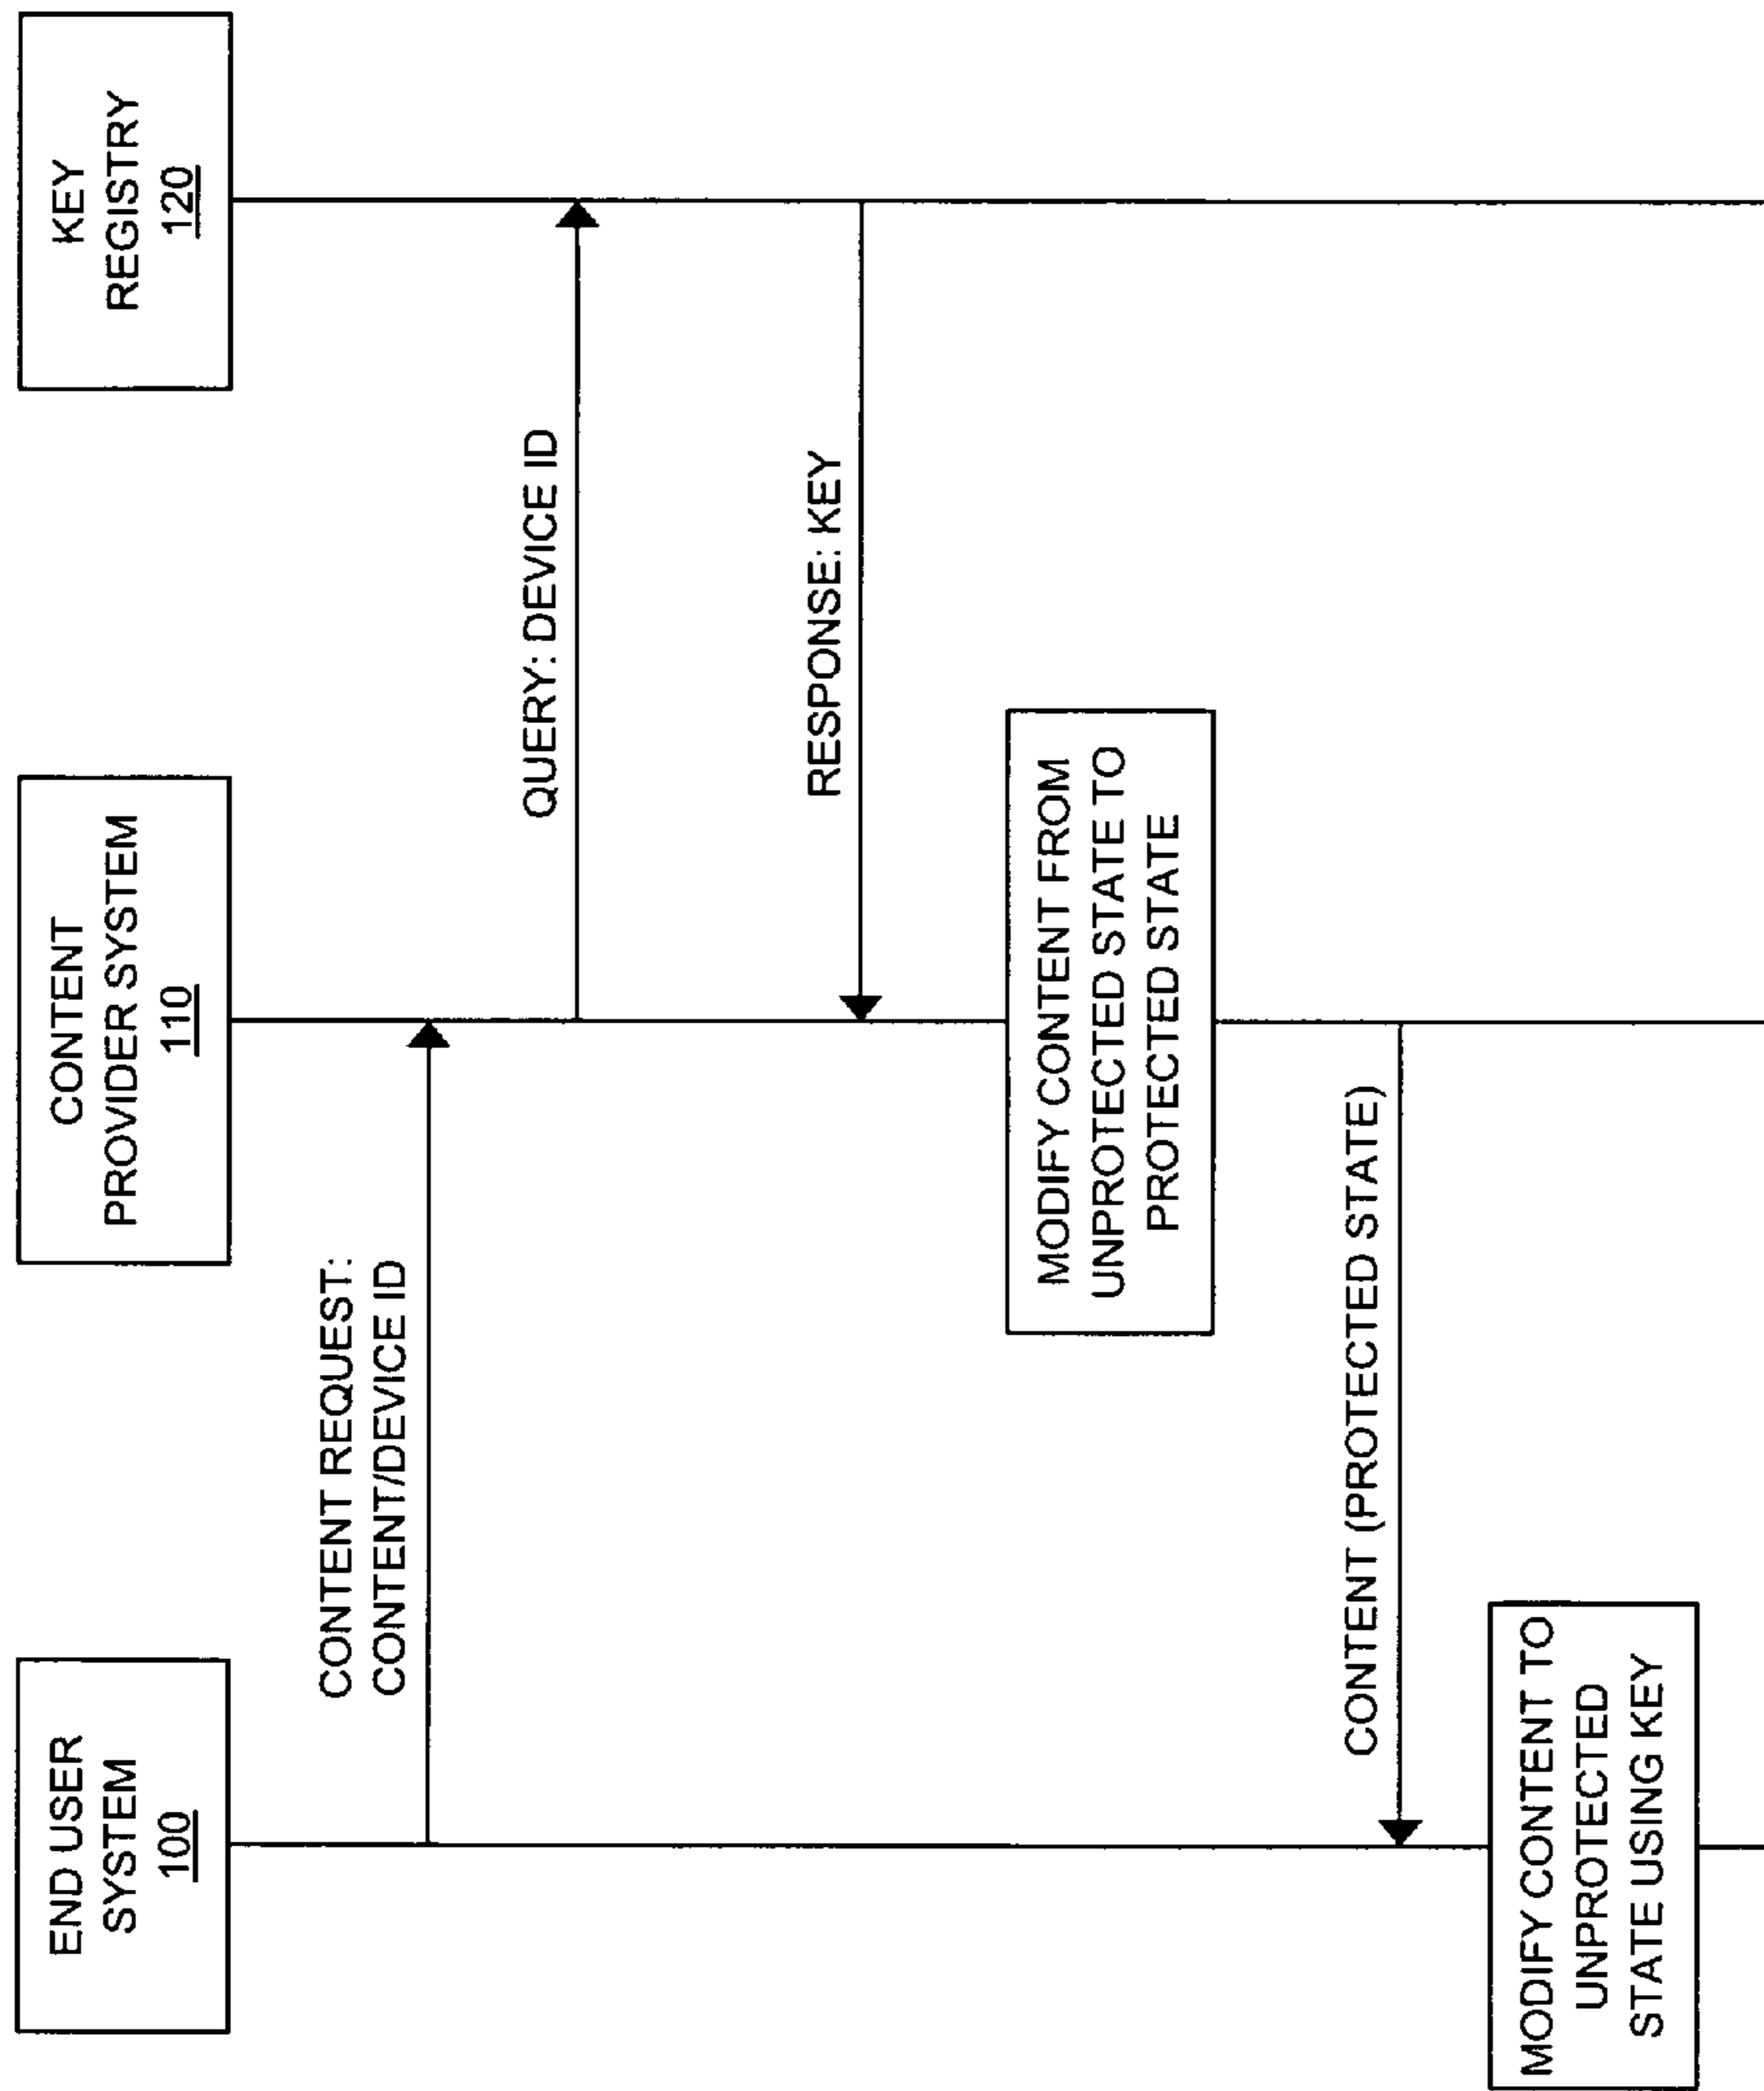 END USER
SYSTEM
100
CONTENT
PROVIDER SYSTEM
110
KEY
REGISTRY
120
CONTENT REQUEST:
CONTENT/DEVICE ID
QUERY: DEVICE ID
RESPONSE: KEY
MODIFY CONTENT FROM
UNPROTECTED STATE TO
PROTECTED STATE
CONTENT (PROTECTED STATE)
MODIFY CONTENT TO
UNPROTECTED
STATE USING KEY